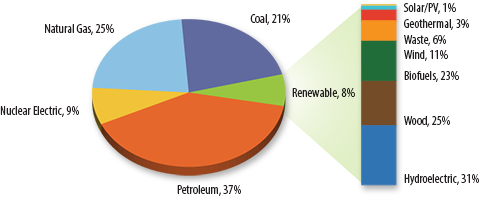 Natural Gas, 25%
Coal, 21%
Nuclear Electric, 9%
Renewable, 8%
Petroleum, 37%
Solar/PV, 1%
Geothermal, 3%
Waste, 6%
Wind, 11%
Biofuels, 23%
Wood, 25%
Hydroelectric, 31%